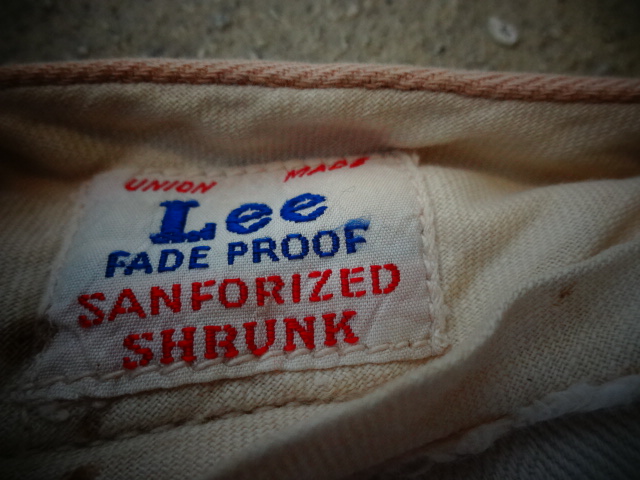 UNION MADE
Lee
FADE PROOF
SANFORIZED
SHRUNK